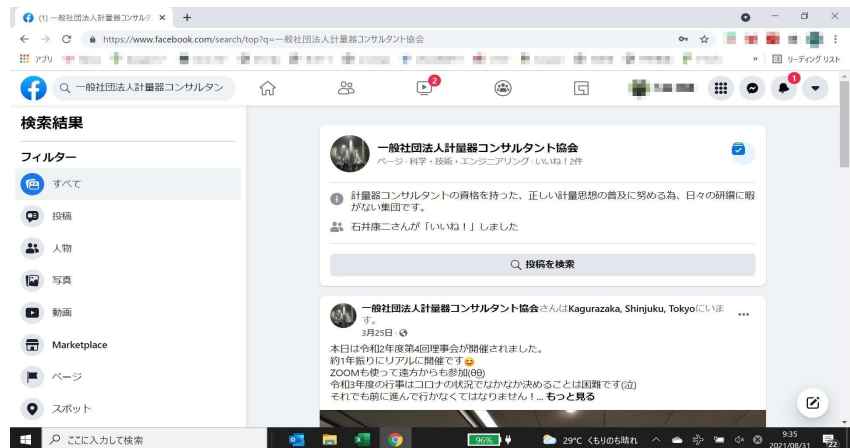 (1) 一般社団法人計量器コンサルタ
https://www.facebook.com/search/top?q=一般社団法人計量器コンサルタント協会
アプリ
» リーディング リスト
一般社団法人計量器コンサルタン
2
1
検索結果
フィルター
すべて
投稿
人物
写真
動画
Marketplace
ページ
スポット
一般社団法人計量器コンサルタント協会
ページ · 科学・技術・エンジニアリング · いいね！2件
計量器コンサルタントの資格を持った、正しい計量思想の普及に努める為、日々の研鑽に暇
がない集団です。
石井康二さんが「いいね！」しました
投稿を検索
一般社団法人計量器コンサルタント協会さんはKagurazaka, Shinjuku, Tokyoにいま
す。
3月25日 ·
本日は令和2年度第4回理事会が開催されました。
約1年振りにリアルに開催です😄
ZOOMも使って遠方からも参加(θθ)
令和3年度の行事はコロナの状況でなかなか決めることは困難です(泣)
それでも前に進んで行かなくてはなりません！... もっと見る
ここに入力して検索
96%
29°C くもりのち晴れ
9:35
2021/08/31
22